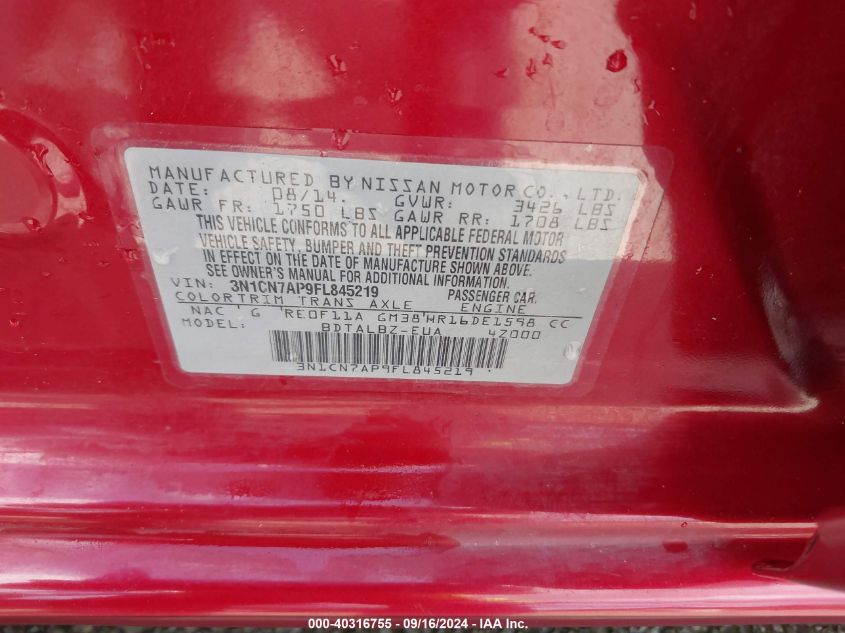 MANUFACTURED BY NISSAN MOTOR CO., LTD.
DATE: 08/14. GVWR: 3426 LBS
GAWR FR: 1750 LBS GAWR RR: 1708 LBS
THIS VEHICLE CONFORMS TO ALL APPLICABLE FEDERAL MOTOR
VEHICLE SAFETY, BUMPER AND THEFT PREVENTION STANDARDS
IN EFFECT ON THE DATE OF MANUFACTURE SHOWN ABOVE.
SEE OWNER'S MANUAL FOR ADDITIONAL INFORMATION.
VIN: 3N1CN7AP9FL845219 PASSENGER CAR
COLOR TRIM TRANS AXLE ENGINE
NAC G RE0F11A GM38 HR16DE1598 CC
MODEL: BDTALBZ-EUA 4Z000
3N1CN7AP9FL845219
000-40316755 - 09/16/2024 - IAA Inc.